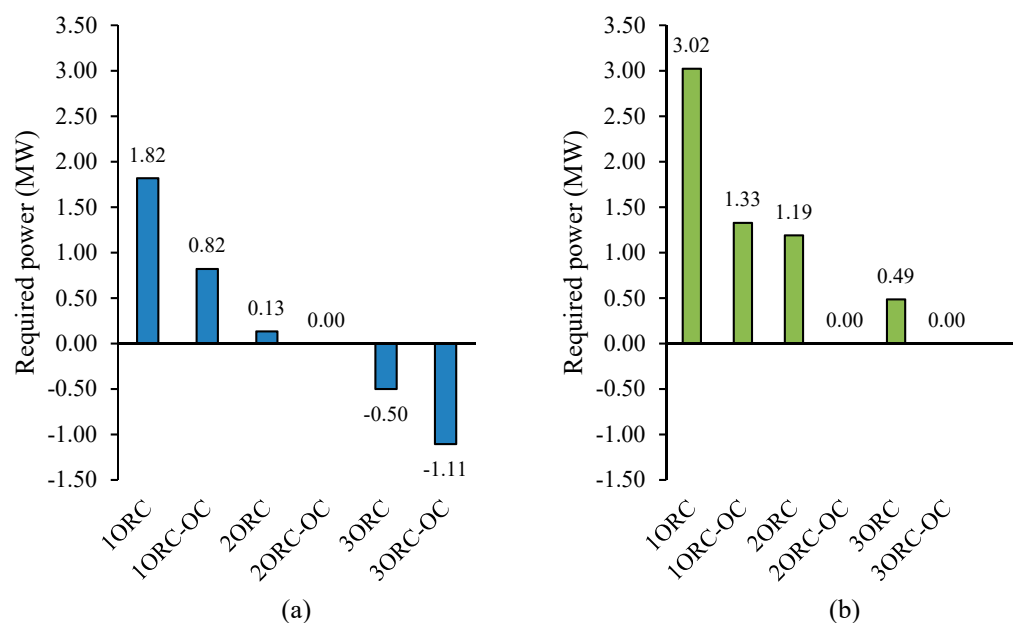 Required power (MW)
3.50
3.00
2.50
2.00
1.50
1.00
0.50
0.00
-0.50
-1.00
-1.50
1.82
0.82
0.13
0.00
-0.50
-1.11
1ORC
1ORC-OC
2ORC
2ORC-OC
3ORC
3ORC-OC
(a)
Required power (MW)
3.50
3.00
2.50
2.00
1.50
1.00
0.50
0.00
-0.50
-1.00
-1.50
3.02
1.33
1.19
0.00
0.49
0.00
1ORC
1ORC-OC
2ORC
2ORC-OC
3ORC
3ORC-OC
(b)